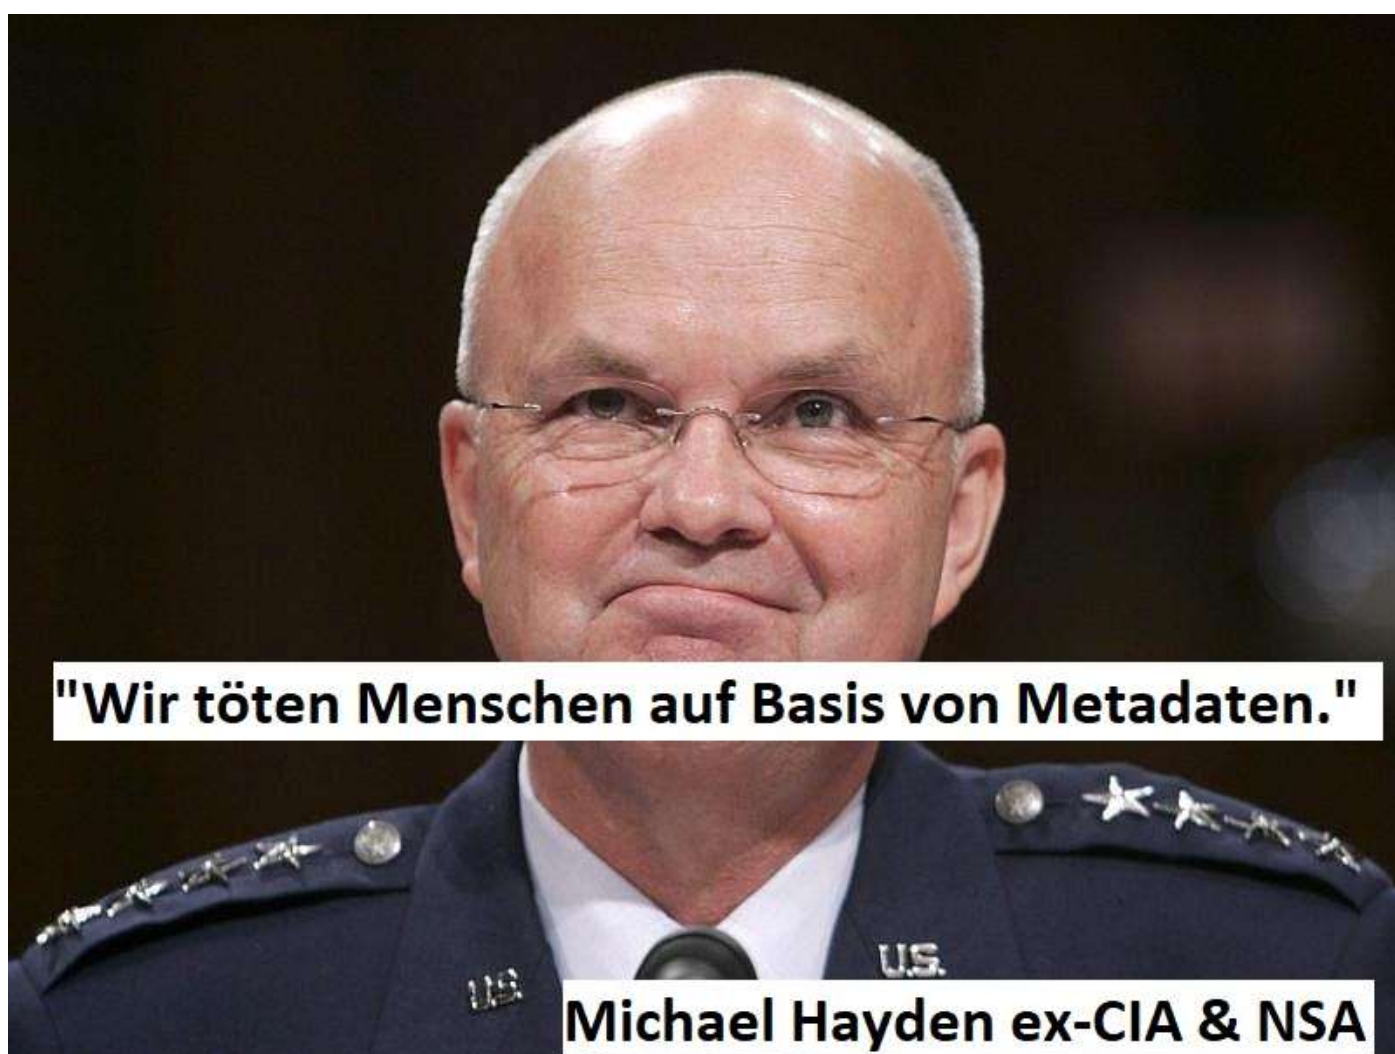 "Wir töten Menschen auf Basis von Metadaten."
U.S.
U.S.
Michael Hayden ex-CIA & NSA